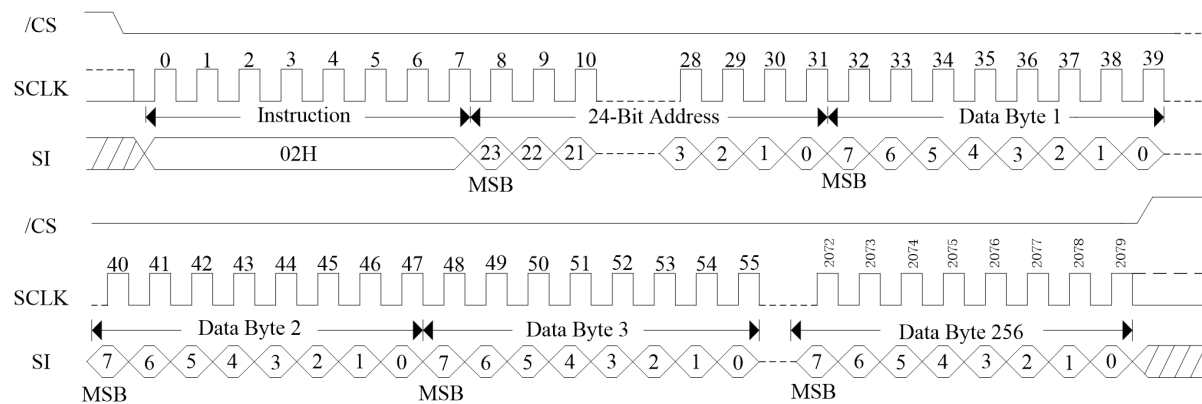 /CS
0 1 2 3 4 5 6 7 8 9 10 28 29 30 31 32 33 34 35 36 37 38 39
SCLK
Instruction 24-Bit Address Data Byte 1
SI 02H 23 22 21 3 2 1 0 7 6 5 4 3 2 1 0
MSB MSB
/CS
40 41 42 43 44 45 46 47 48 49 50 51 52 53 54 55 2072 2073 2074 2075 2076 2077 2078 2079
SCLK
Data Byte 2 Data Byte 3 Data Byte 256
SI 7 6 5 4 3 2 1 0 7 6 5 4 3 2 1 0 7 6 5 4 3 2 1 0
MSB MSB MSB